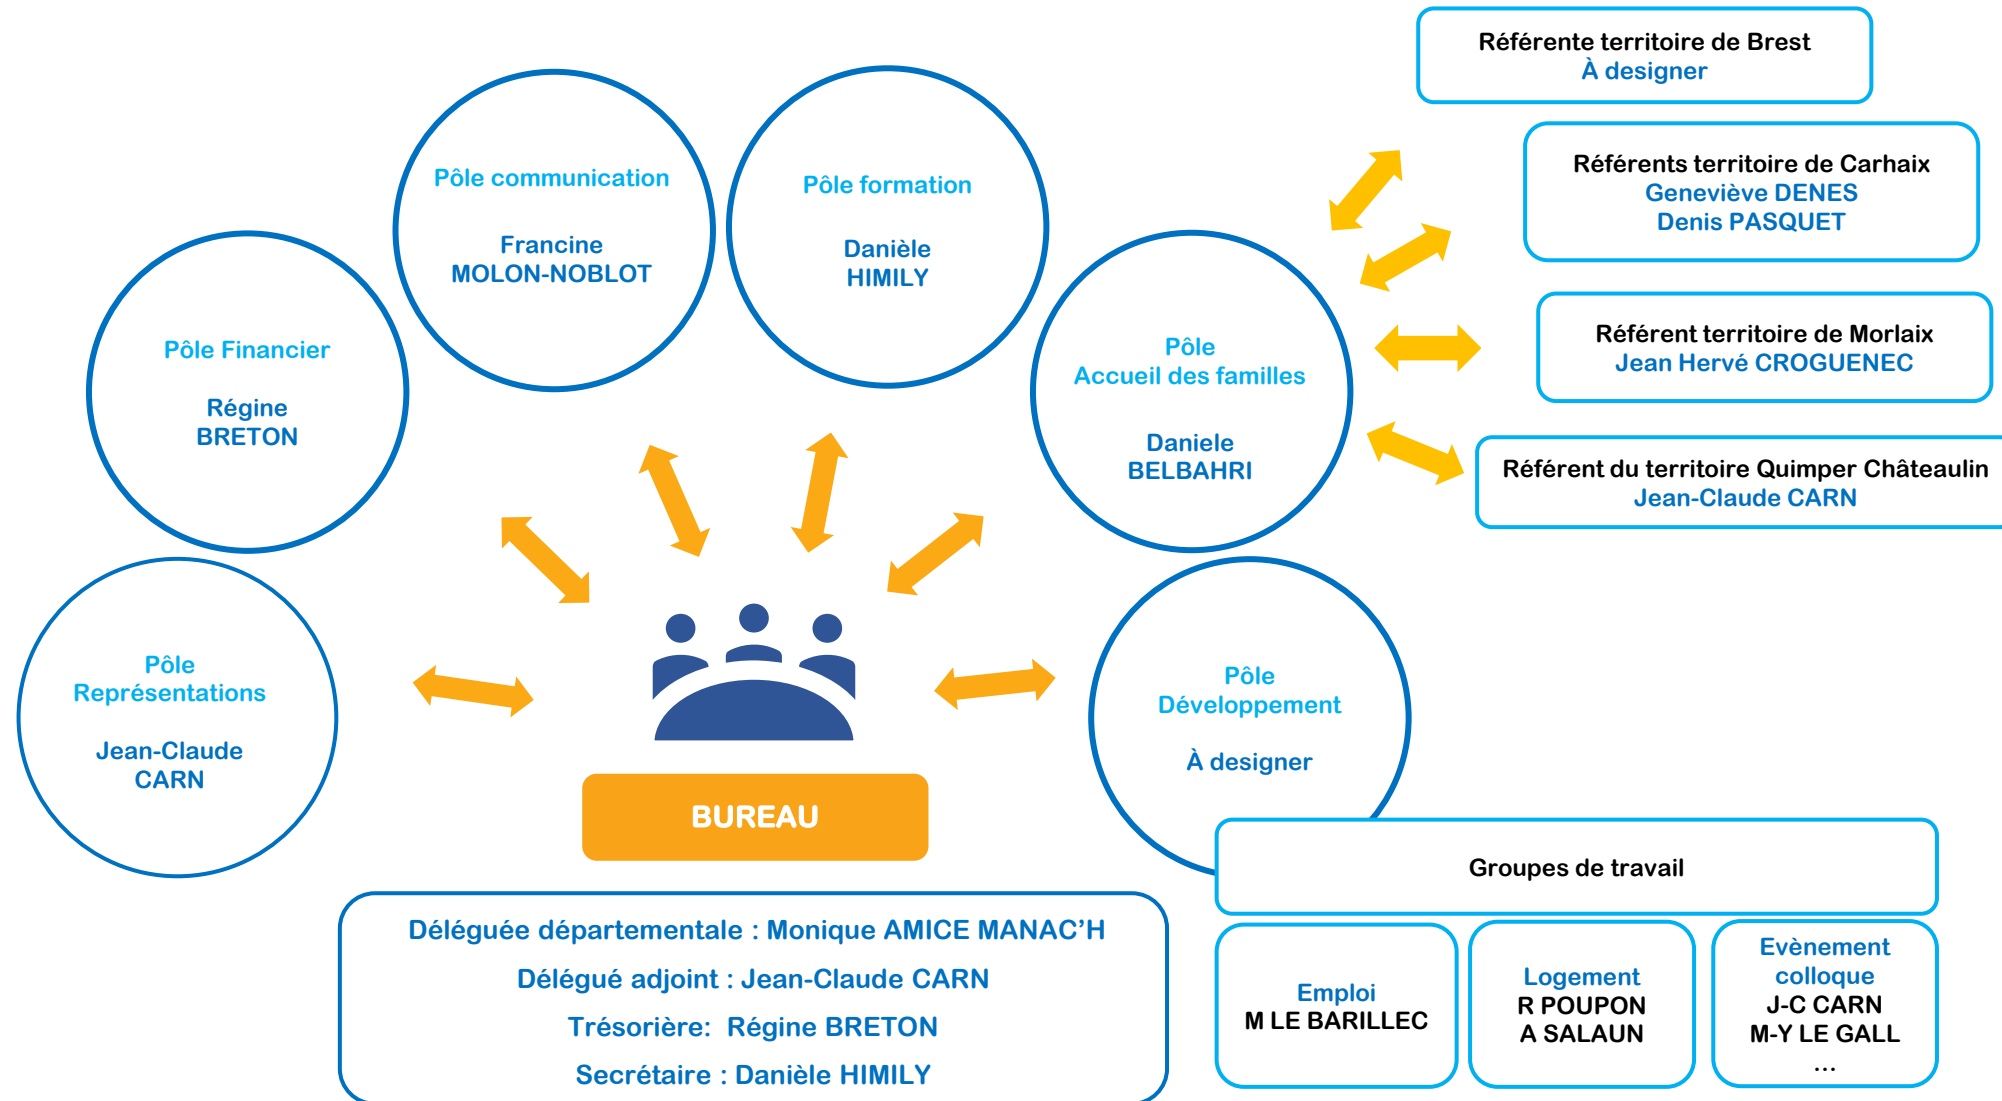 Référente territoire de Brest
À designer
Référents territoire de Carhaix
Geneviève DENES
Denis PASQUET
Référent territoire de Morlaix
Jean Hervé CROGUENEC
Référent du territoire Quimper Châteaulin
Jean-Claude CARN
Pôle communication
Francine
MOLON-NOBLOT
Pôle formation
Danièle
HIMILY
Pôle Financier
Régine
BRETON
Pôle
Accueil des familles
Daniele
BELBAHRI
Pôle
Représentations
Jean-Claude
CARN
Pôle
Développement
À designer
BUREAU
Déléguée départementale : Monique AMICE MANAC’H
Délégué adjoint : Jean-Claude CARN
Trésorière:  Régine BRETON
Secrétaire : Danièle HIMILY
Groupes de travail
Emploi
M LE BARILLEC
Logement
R POUPON
A SALAUN
Evènement
colloque
J-C CARN
M-Y LE GALL
…